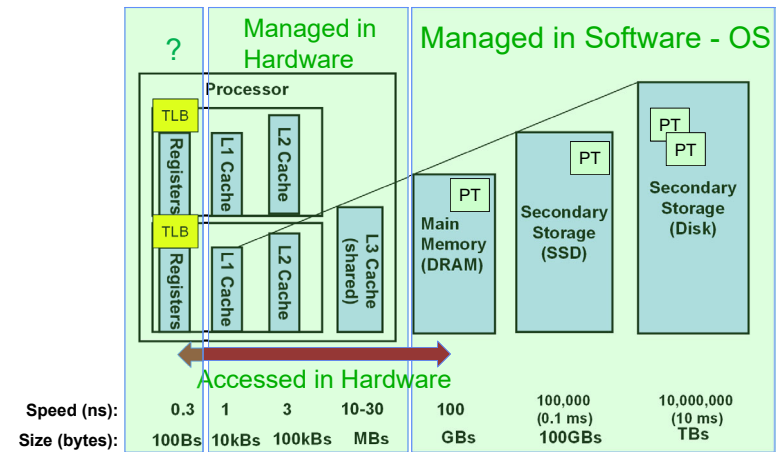 ?
Managed in
Hardware
Managed in Software - OS
Processor
TLB
Registers
L1 Cache
L2 Cache
TLB
Registers
L1 Cache
L2 Cache
L3 Cache
(shared)
PT
Main
Memory
(DRAM)
PT
Secondary
Storage
(SSD)
PT
PT
Secondary
Storage
(Disk)
Accessed in Hardware
Speed (ns): 0.3 1 3 10-30 100 100,000 (0.1 ms) 10,000,000 (10 ms)
Size (bytes): 100Bs 10kBs 100kBs MBs GBs 100GBs TBs